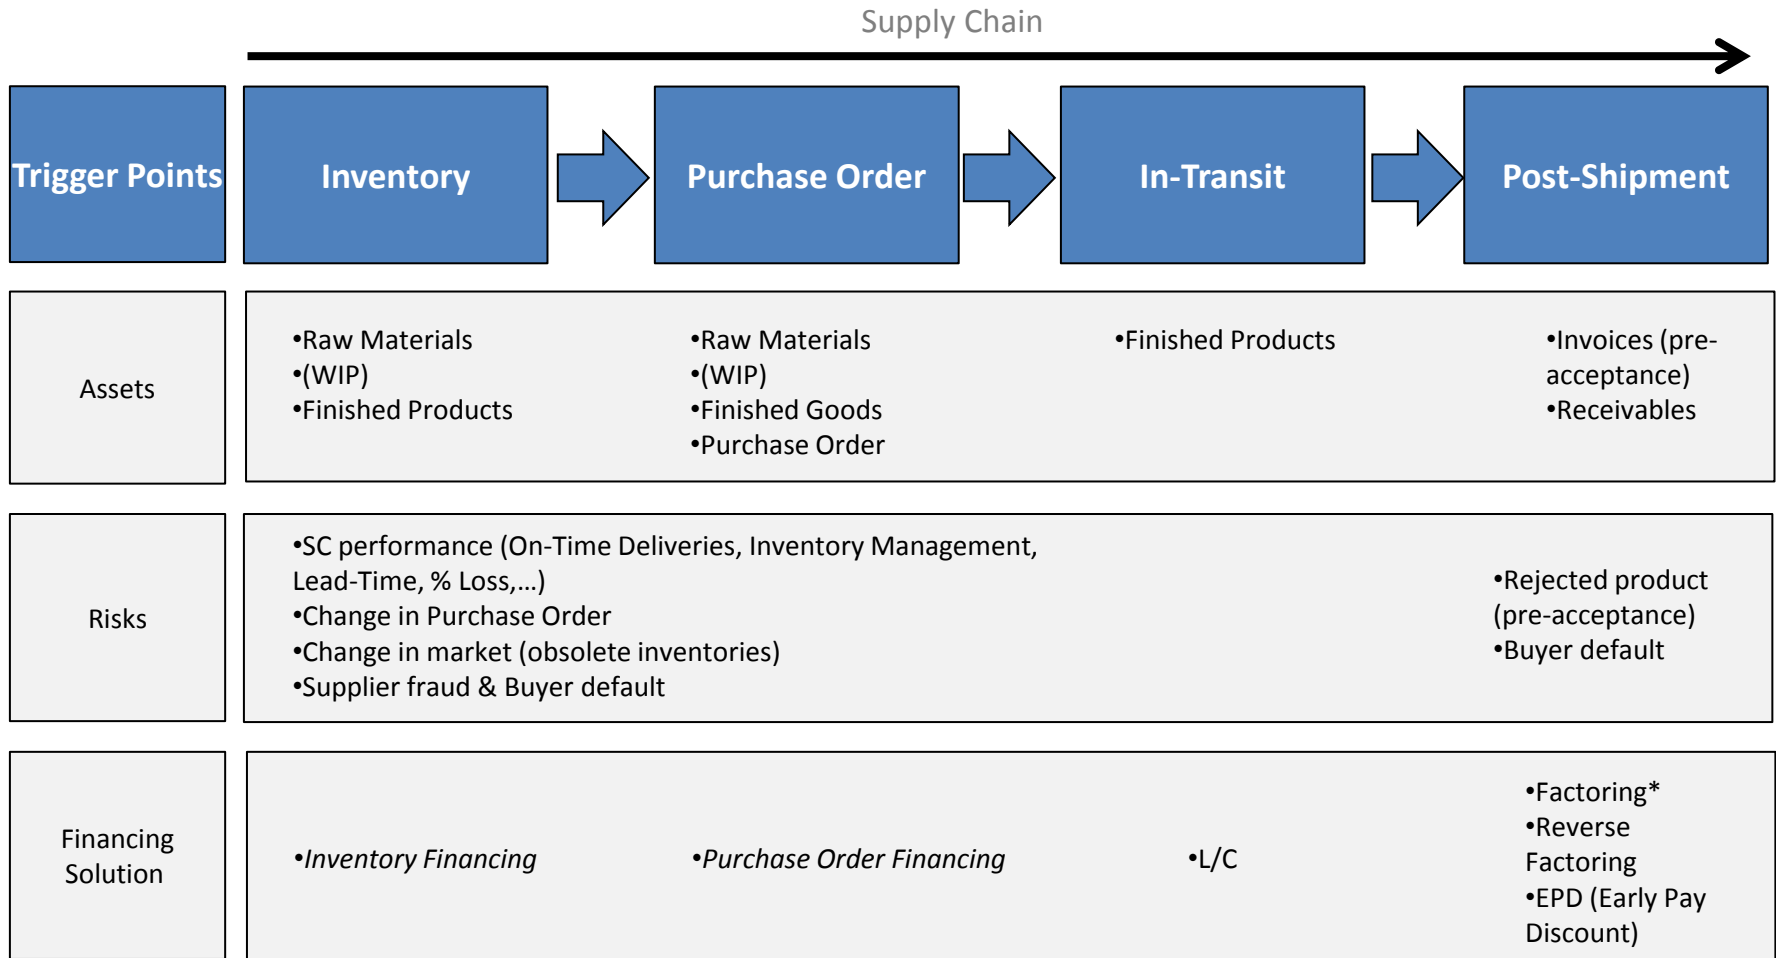 Supply Chain
Trigger Points
Inventory
Purchase Order
In-Transit
Post-Shipment
Assets
•Raw Materials
•(WIP)
•Finished Products
•Raw Materials
•(WIP)
•Finished Goods
•Purchase Order
•Finished Products
•Invoices (pre-
acceptance)
•Receivables
Risks
•SC performance (On-Time Deliveries, Inventory Management,
Lead-Time, % Loss,…)
•Change in Purchase Order
•Change in market (obsolete inventories)
•Supplier fraud & Buyer default
•Rejected product
(pre-acceptance)
•Buyer default
Financing
Solution
•Inventory Financing
•Purchase Order Financing
•L/C
•Factoring*
•Reverse
Factoring
•EPD (Early Pay
Discount)